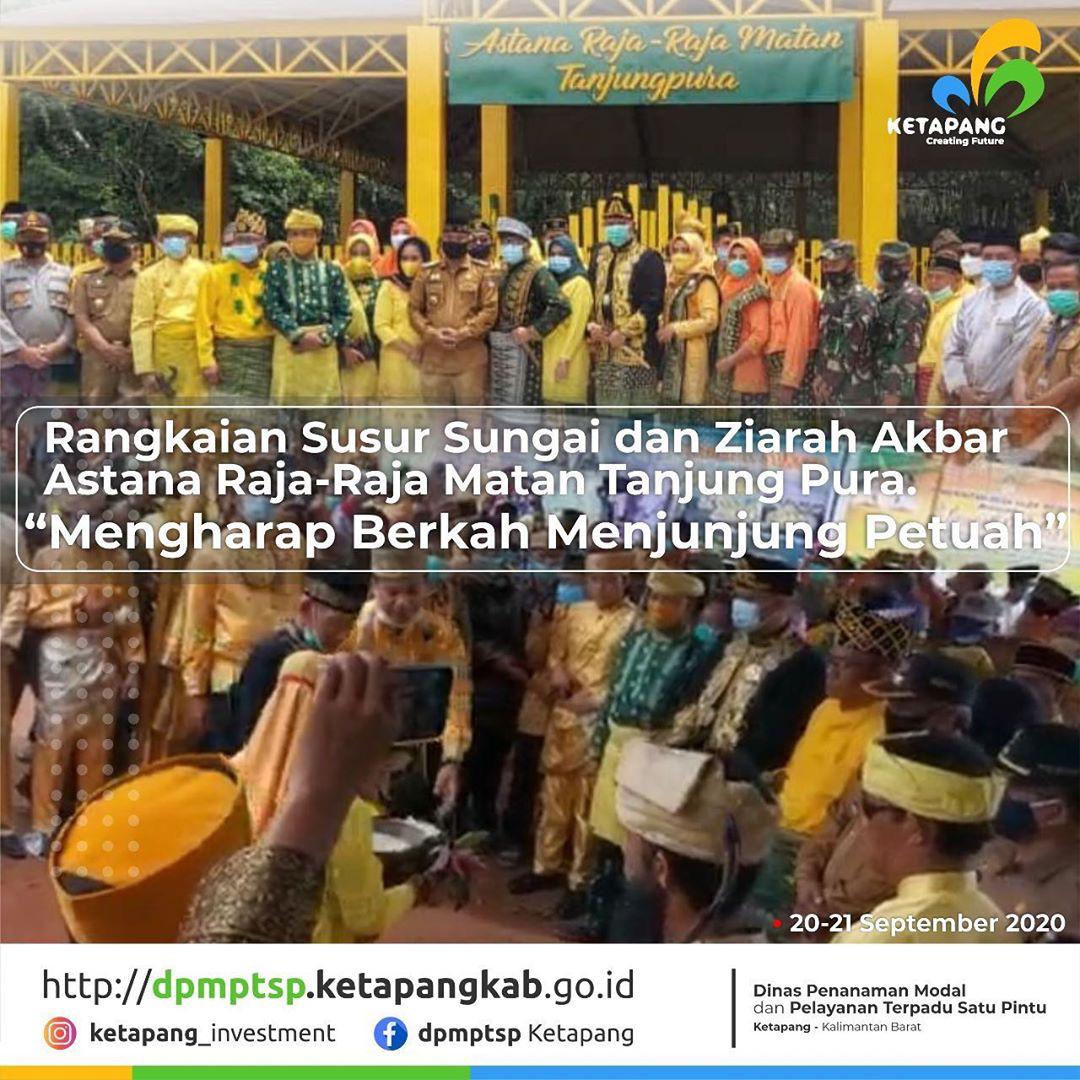 Astana Raja-Raja Matan
Tanjungpura
KETAPANG
Creating Future
Rangkaian Susur Sungai dan Ziarah Akbar
Astana Raja-Raja Matan Tanjung Pura.
“Mengharap Berkah Menjunjung Petuah”
20-21 September 2020
http://dpmptsp.ketapangkab.go.id
ketapang_investment
dpmptsp Ketapang
Dinas Penanaman Modal
dan Pelayanan Terpadu Satu Pintu
Ketapang - Kalimantan Barat